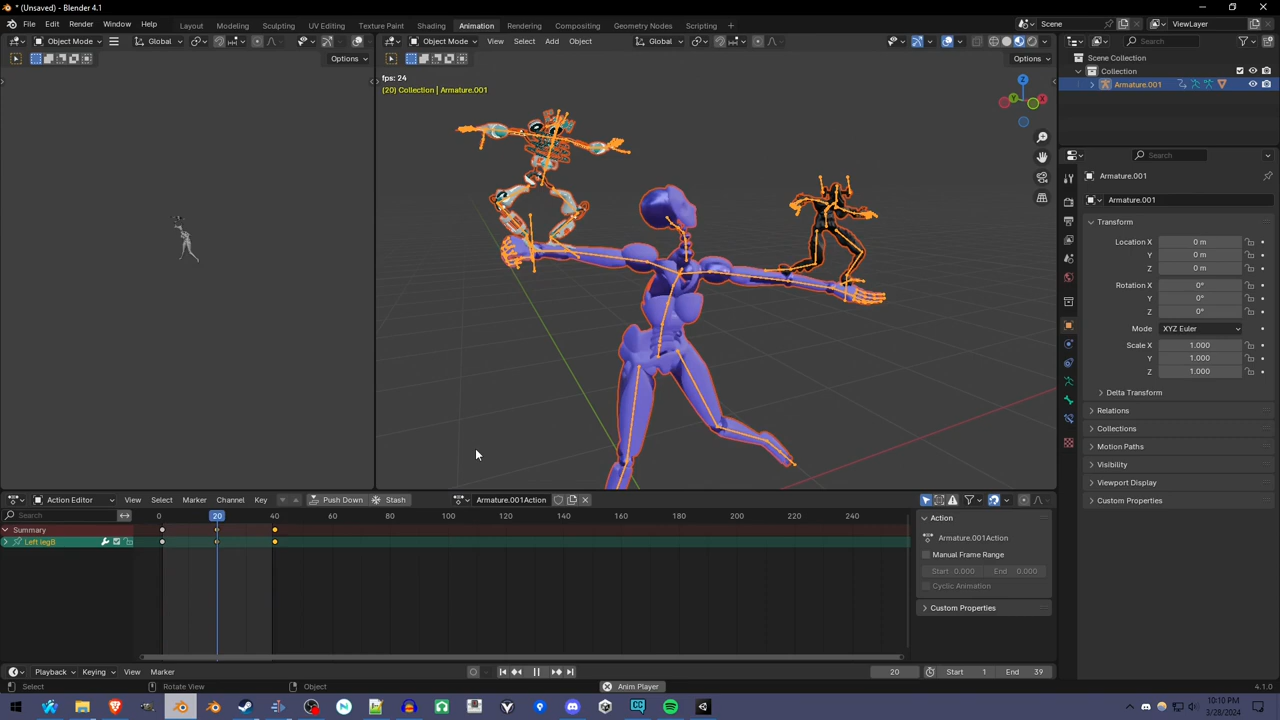 * (Unsaved) - Blender 4.1
File Edit Render Window Help Layout Modeling Sculpting UV Editing Texture Paint Shading Animation Rendering Compositing Geometry Nodes Scripting Scene ViewLayer
Object Mode Global Object Mode View Select Add Object Global Search
Options Options Scene Collection
Collection
fps: 24
Armature.001
(20) Collection | Armature.001
Z
Y X
Search
Armature.001
Armature.001
Transform
Location X 0 m
Y 0 m
Z 0 m
Rotation X 0°
Y 0°
Z 0°
Mode XYZ Euler
Scale X 1.000
Y 1.000
Z 1.000
Delta Transform
Relations
Collections
Motion Paths
Visibility
Viewport Display
Custom Properties
Action Editor View Select Marker Channel Key Push Down Stash Armature.001Action
Search 0 20 40 60 80 100 120 140 160 180 200 220 240 Action
Summary
Left legB
Armature.001Action
Manual Frame Range
Start 0.000 End 0.000
Cyclic Animation
Custom Properties
Playback Keying View Marker 20 Start 1 End 39
Select Rotate View Object Anim Player 4.1.0
10:10 PM
3/28/2024